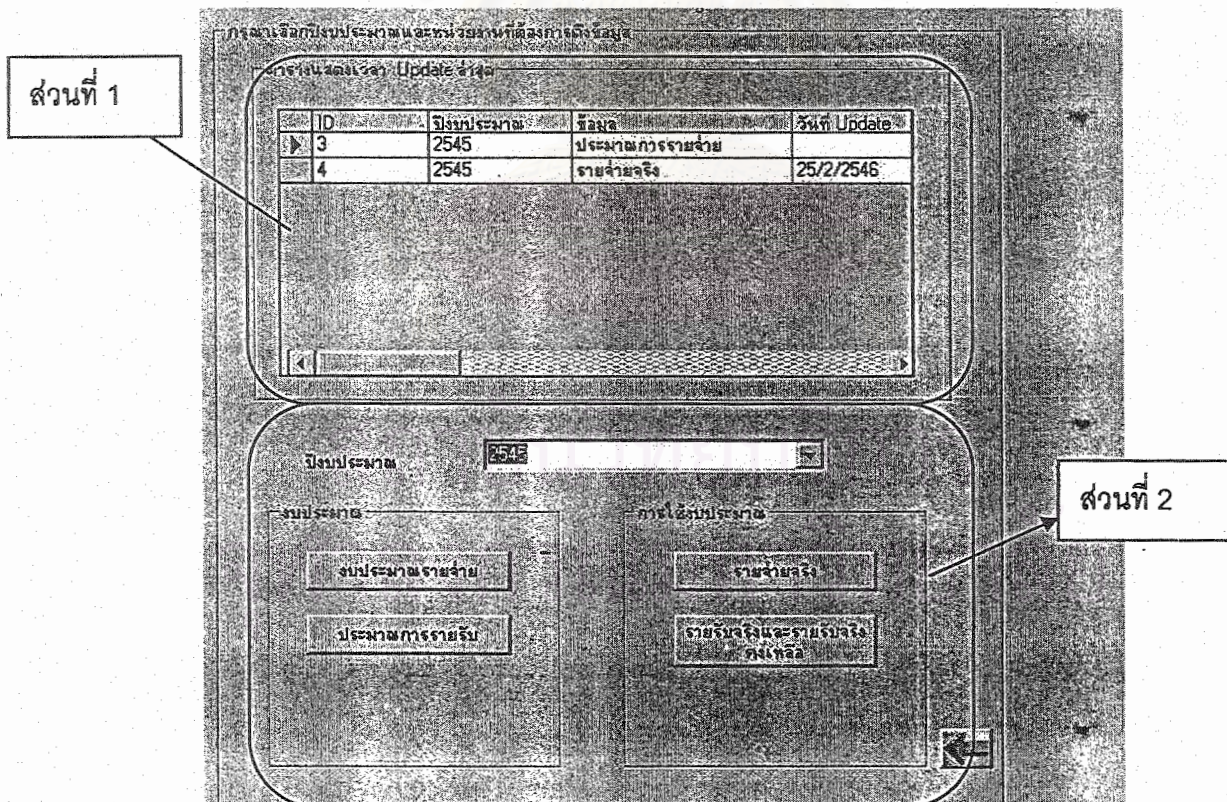 กรุณาเลือกปีงบประมาณและหน่วยงานที่ต้องการดึงข้อมูล
ตารางแสดงเวลา Update ล่าสุด
ส่วนที่ 1
ID ปีงบประมาณ ข้อมูล วันที่ Update
3 2545 ประมาณการรายจ่าย
4 2545 รายจ่ายจริง 25/2/2546
ปีงบประมาณ 2545
ส่วนที่ 2
งบประมาณ การใช้งบประมาณ
งบประมาณรายจ่าย รายจ่ายจริง
ประมาณการรายรับ รายรับจริงและรายรับจริง
คงเหลือ